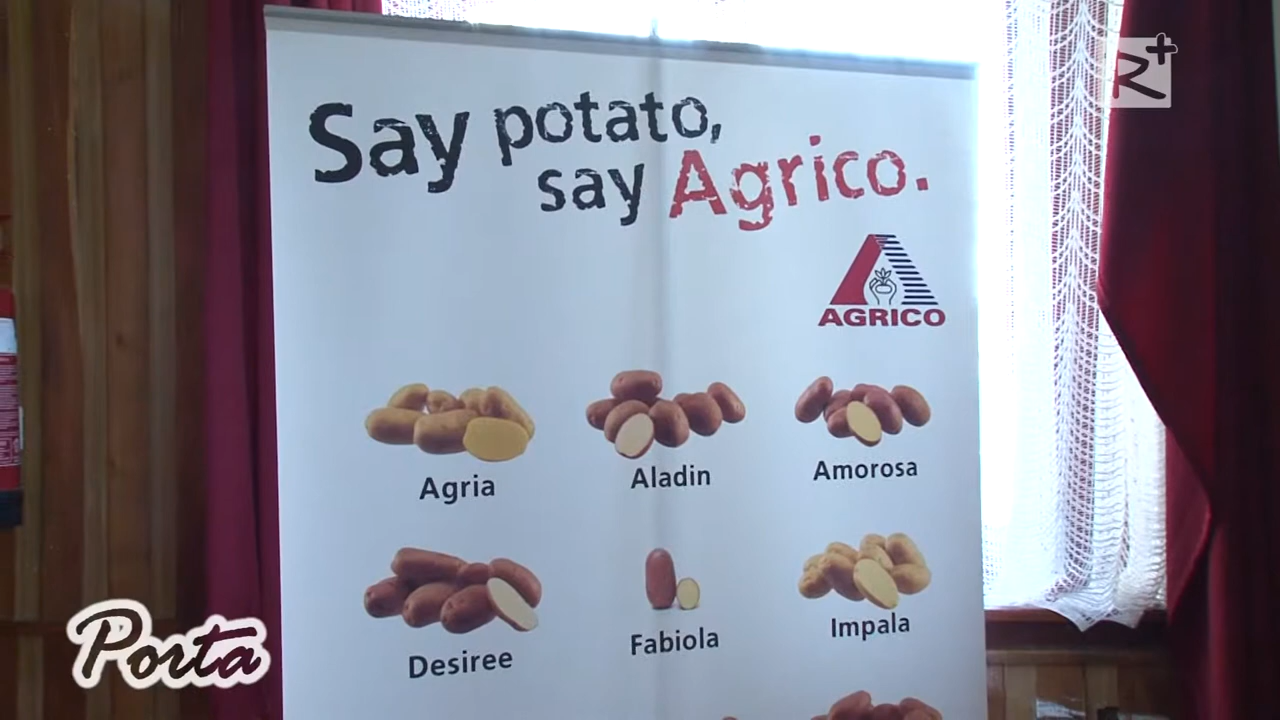 R+
Say potato,
say Agrico.
AGRICO
Agria
Aladin
Amorosa
Desiree
Fabiola
Impala
Porta